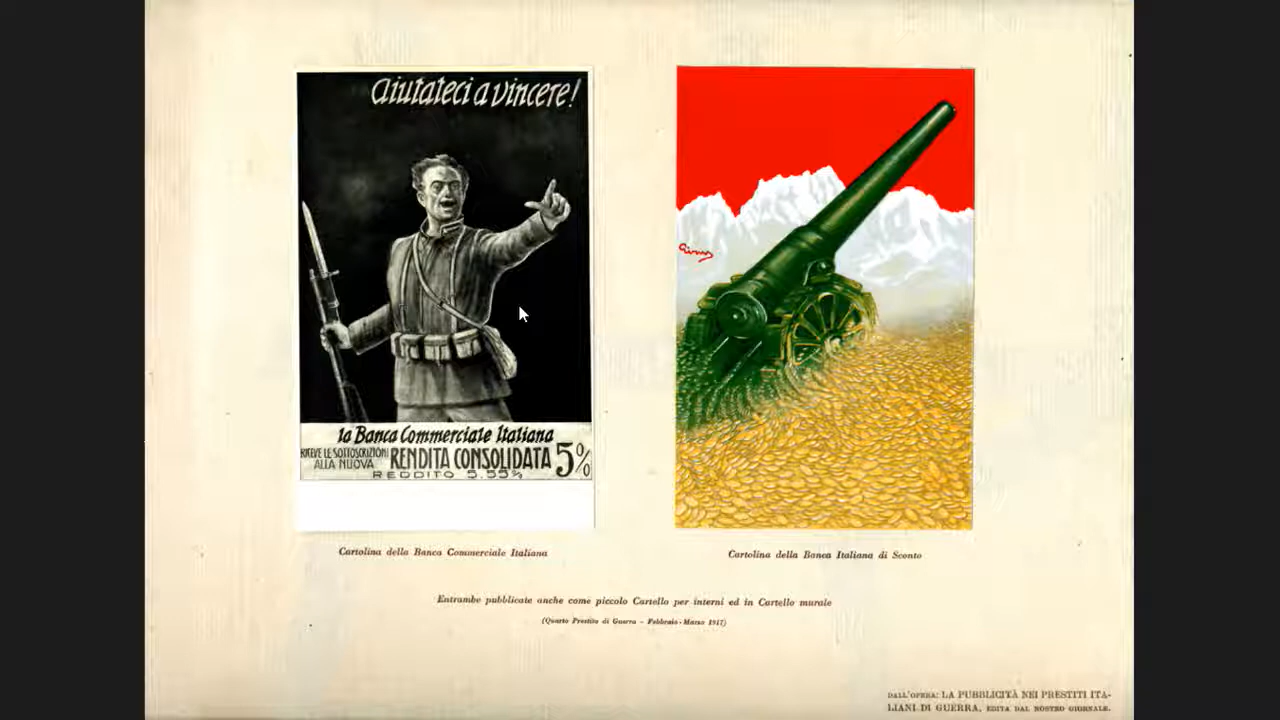 aiutateci a vincere!
la Banca Commerciale Italiana
RICEVE LE SOTTOSCRIZIONI
ALLA NUOVA
RENDITA CONSOLIDATA 5%
REDDITO 5.55%
Cartolina della Banca Commerciale Italiana
Cartolina della Banca Italiana di Sconto
Entrambe pubblicate anche come piccolo Cartello per interni ed in Cartello murale
(Quarto Prestito di Guerra - Febbraio-Marzo 1917)
DALL'OPERA: LA PUBBLICITÀ NEI PRESTITI ITA-
LIANI DI GUERRA, EDITA DAL NOSTRO GIORNALE.